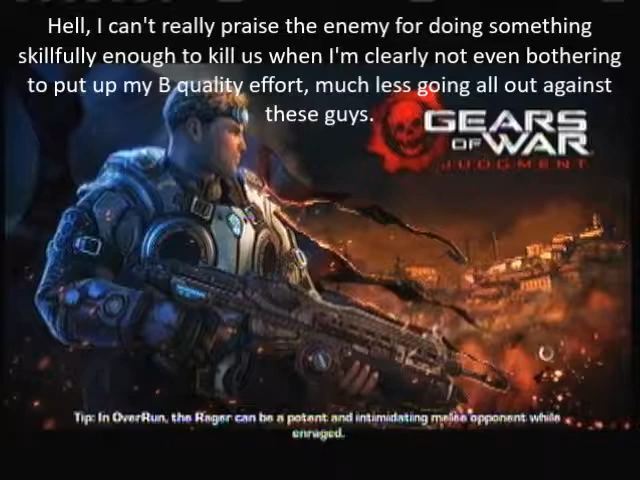 Hell, I can't really praise the enemy for doing something
skillfully enough to kill us when I'm clearly not even bothering
to put up my B quality effort, much less going all out against
these guys.
GEARS
OF WAR
JUDGMENT
Tip: In OverRun, the Rager can be a potent and intimidating melee opponent while
enraged.